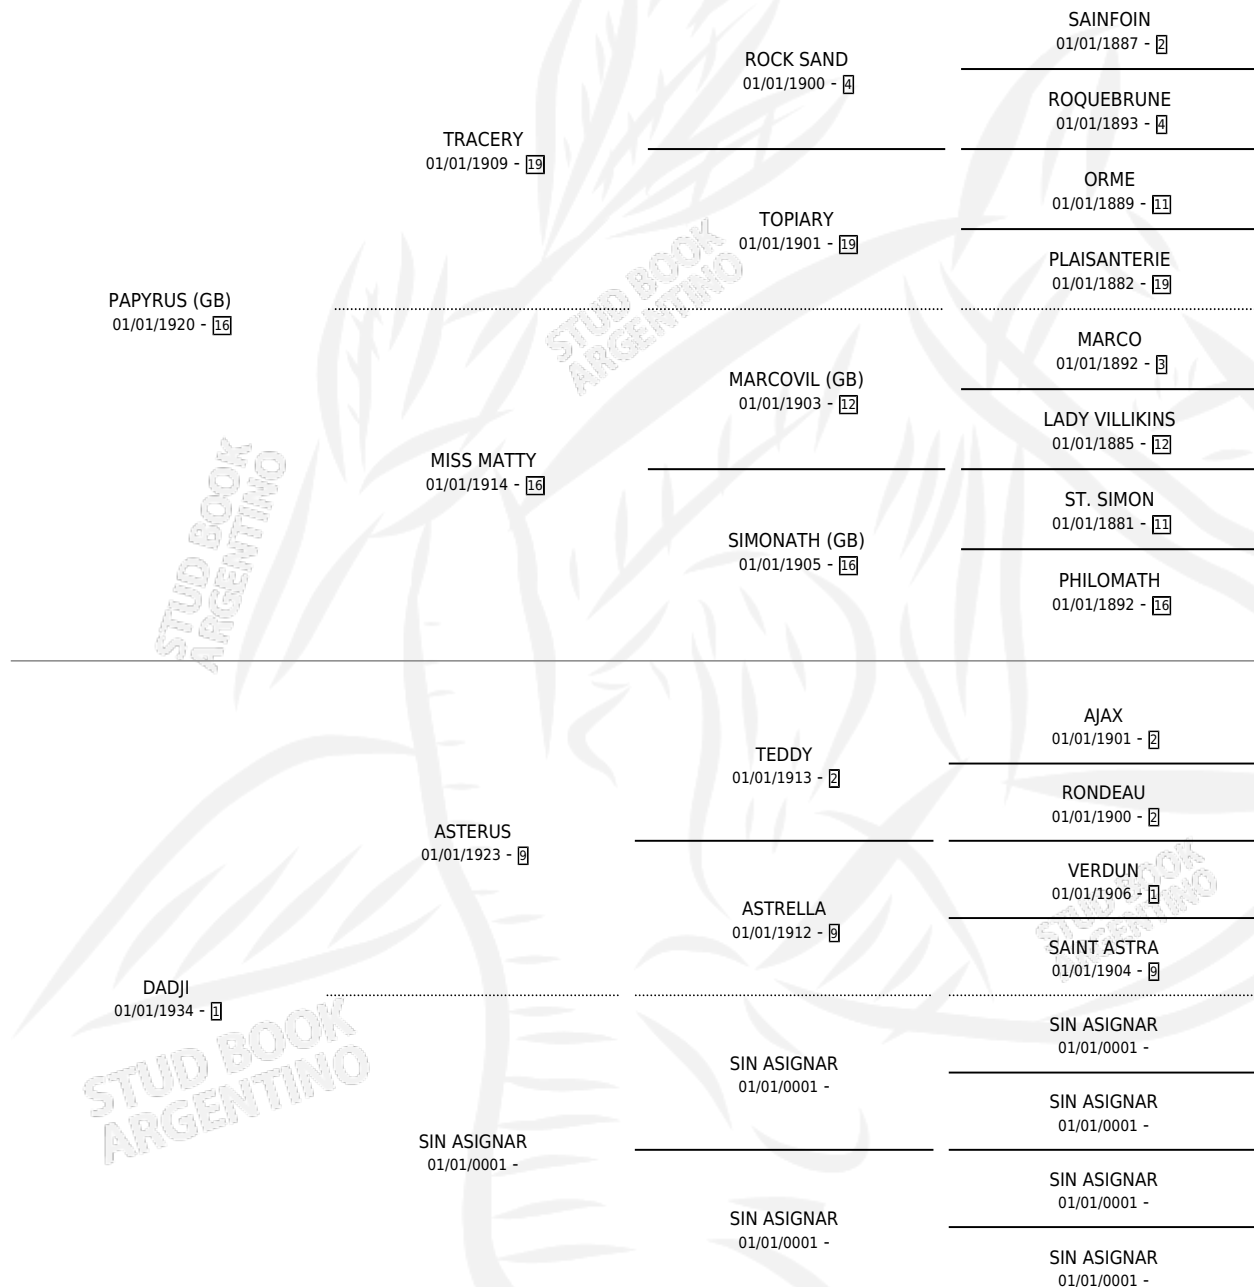 SAINFOIN
01/01/1887 - 2
ROCK SAND
01/01/1900 - 4
ROQUEBRUNE
01/01/1893 - 4
TRACERY
01/01/1909 - 19
ORME
01/01/1889 - 11
TOPIARY
01/01/1901 - 19
PLAISANTERIE
01/01/1882 - 19
PAPYRUS (GB)
01/01/1920 - 16
STUD BOOK
ARGENTINO
MARCO
01/01/1892 - 3
MARCOVIL (GB)
01/01/1903 - 12
LADY VILLIKINS
01/01/1885 - 12
MISS MATTY
01/01/1914 - 16
ST. SIMON
01/01/1881 - 11
SIMONATH (GB)
01/01/1905 - 16
PHILOMATH
01/01/1892 - 16
STUD BOOK
ARGENTINO
AJAX
01/01/1901 - 2
TEDDY
01/01/1913 - 2
RONDEAU
01/01/1900 - 2
ASTERUS
01/01/1923 - 9
VERDUN
01/01/1906 - 1
ASTRELLA
01/01/1912 - 9
STUD BOOK
ARGENTINO
SAINT ASTRA
01/01/1904 - 9
DADJI
01/01/1934 - 1
STUD BOOK
ARGENTINO
SIN ASIGNAR
01/01/0001 -
SIN ASIGNAR
01/01/0001 -
SIN ASIGNAR
01/01/0001 -
SIN ASIGNAR
01/01/0001 -
SIN ASIGNAR
01/01/0001 -
SIN ASIGNAR
01/01/0001 -
SIN ASIGNAR
01/01/0001 -